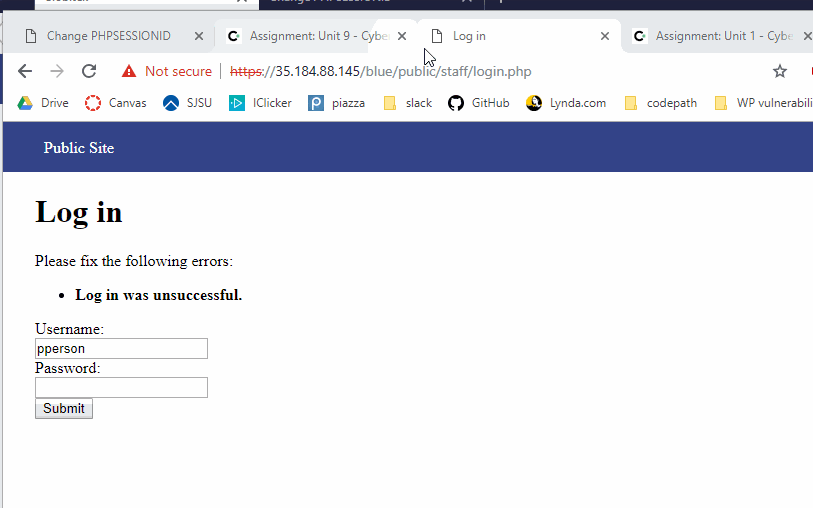 Change PHPSESSIONID
Assignment: Unit 9 - Cybe
Log in
Assignment: Unit 1 - Cybe
Not secure
https://35.184.88.145/blue/public/staff/login.php
Drive
Canvas
SJSU
IClicker
piazza
slack
GitHub
Lynda.com
codepath
WP vulnerabili
Public Site
Log in
Please fix the following errors:
Log in was unsuccessful.
Username:
pperson
Password:
Submit